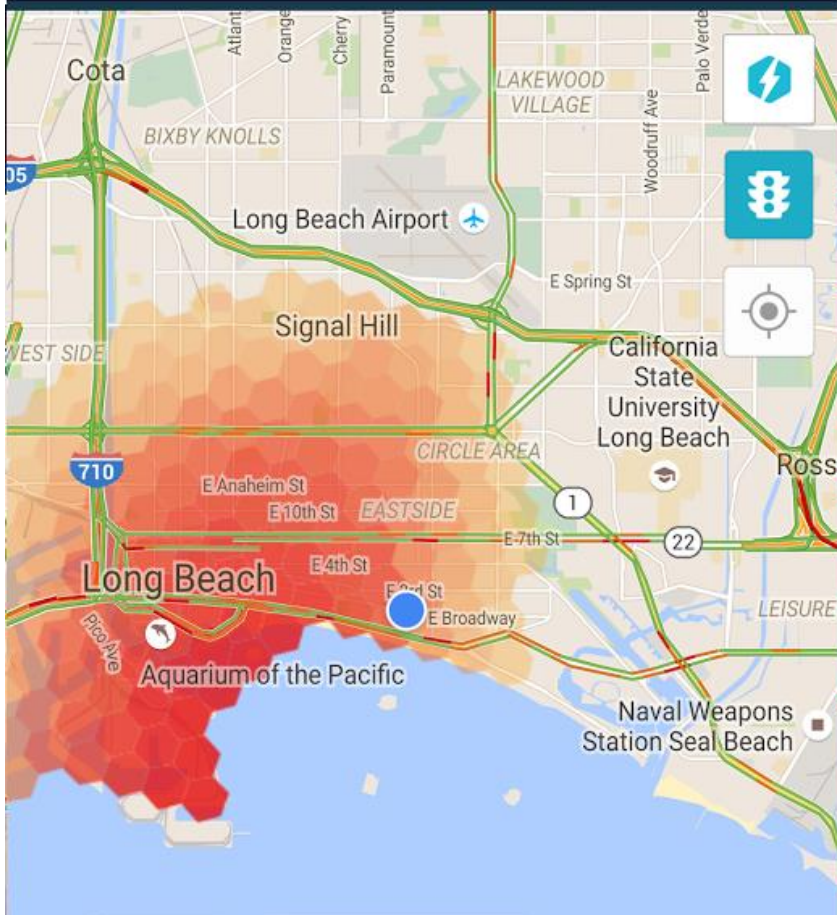 Atlant
Orange
Cherry
Paramount
Palo Verde
Cota
LAKEWOOD
VILLAGE
BIXBY KNOLLS
Woodruff Ave
05
Long Beach Airport
E Spring St
Signal Hill
WEST SIDE
California
State
University
Long Beach
CIRCLE AREA
Ross
710
E Anaheim St
E 10th St
EASTSIDE
1
E 7th St
22
E 4th St
Long Beach
E 3rd St
E Broadway
LEISURE
Pico Ave
Aquarium of the Pacific
Naval Weapons
Station Seal Beach